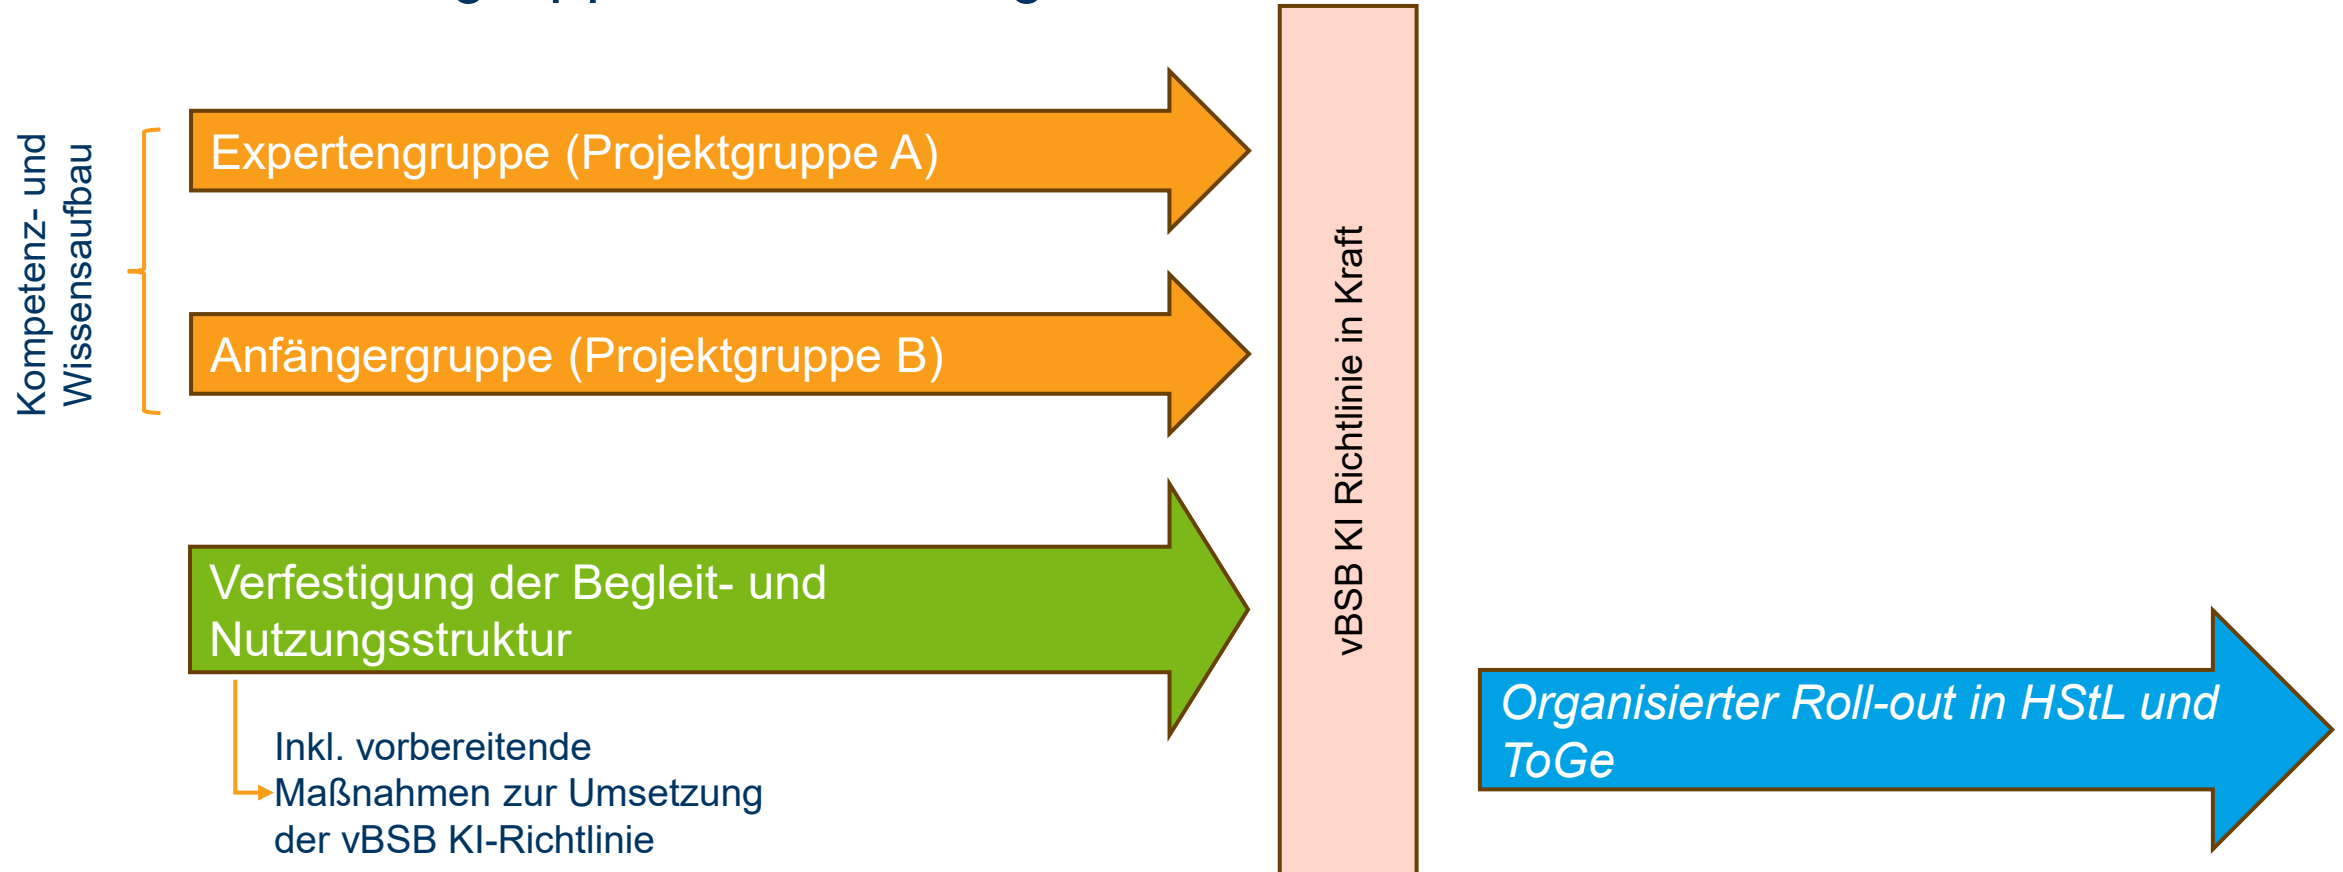 Kompetenz- und
Wissensaufbau
Expertengruppe (Projektgruppe A)
Anfängergruppe (Projektgruppe B)
Verfestigung der Begleit- und
Nutzungsstruktur
Inkl. vorbereitende
Maßnahmen zur Umsetzung
der vBSB KI-Richtlinie
vBSB KI Richtlinie in Kraft
Organisierter Roll-out in HStL und
ToGe